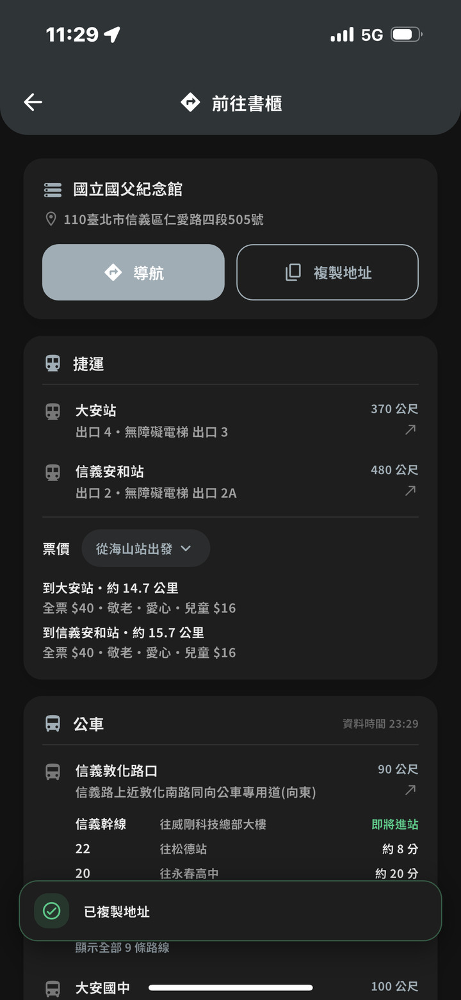 11:29
5G
前往書櫃
國立國父紀念館
110臺北市信義區仁愛路四段505號
導航
複製地址
捷運
大安站 370 公尺
出口 4・無障礙電梯 出口 3
信義安和站 480 公尺
出口 2・無障礙電梯 出口 2A
票價 從海山站出發
到大安站・約 14.7 公里
全票 $40・敬老・愛心・兒童 $16
到信義安和站・約 15.7 公里
全票 $40・敬老・愛心・兒童 $16
公車 資料時間 23:29
信義敦化路口 90 公尺
信義路上近敦化南路同向公車專用道(向東)
信義幹線 往威剛科技總部大樓 即將進站
22 往松德站 約 8 分
20 往永春高中 約 20 分
已複製地址
顯示全部 9 條路線
大安國中 100 公尺